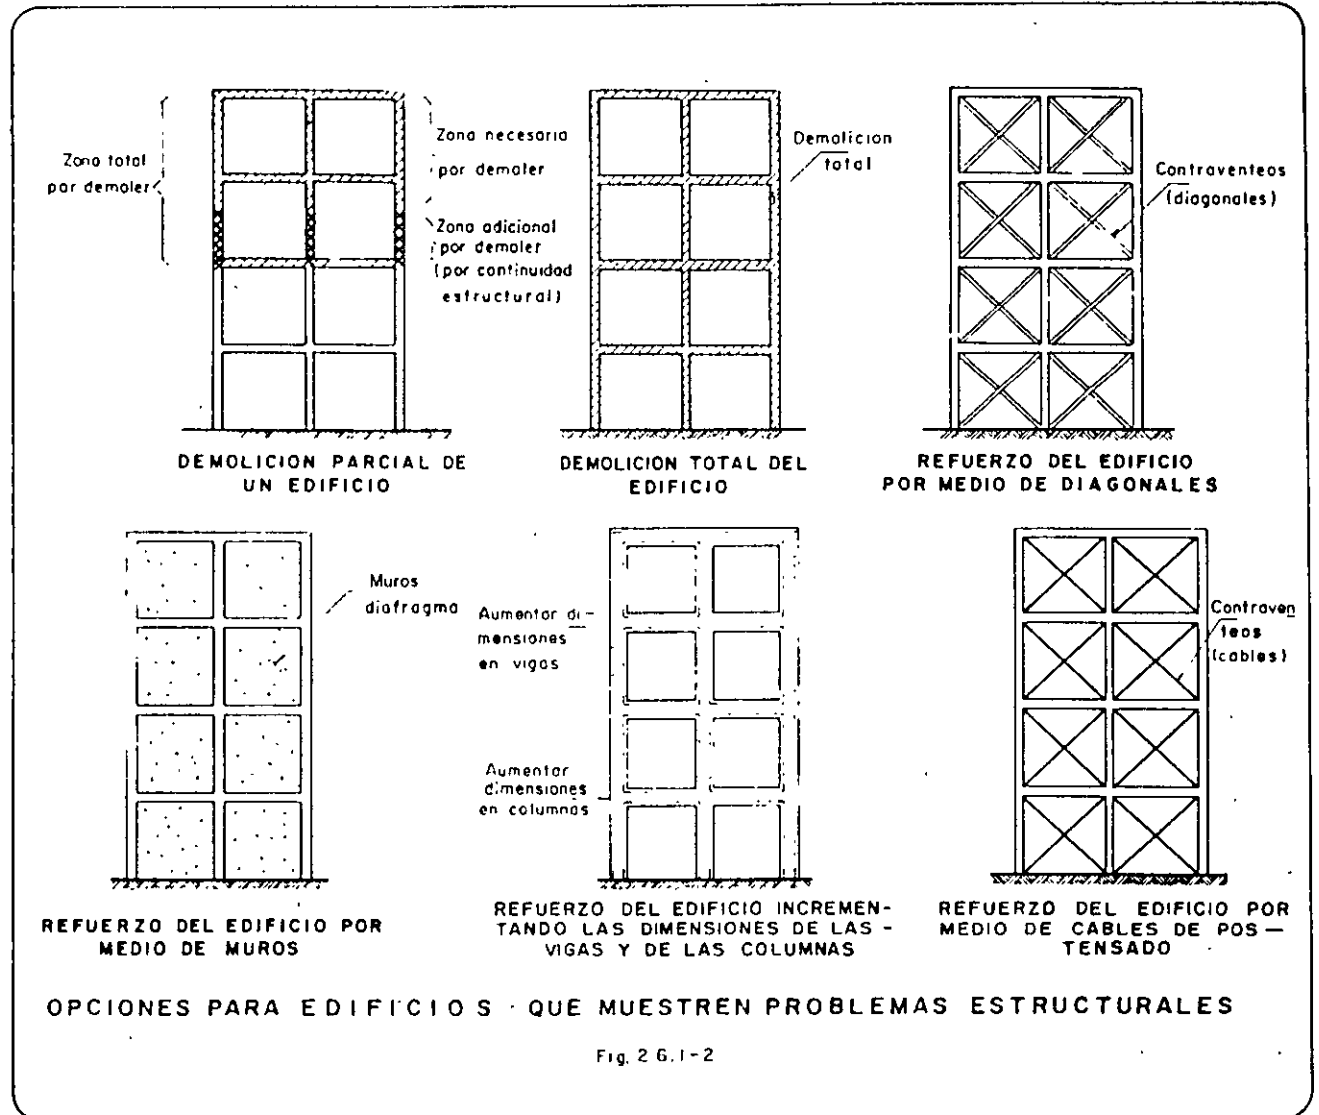 Zona total
por demoler
Zona necesaria
por demoler
Zona adicional
por demoler
(por continuidad
estructural)
DEMOLICION PARCIAL DE
UN EDIFICIO
Demolicion
total
DEMOLICION TOTAL DEL
EDIFICIO
Contraventeos
(diagonales)
REFUERZO DEL EDIFICIO
POR MEDIO DE DIAGONALES
Muros
diafragma
REFUERZO DEL EDIFICIO POR
MEDIO DE MUROS
Aumentar di-
mensiones
en vigas
Aumentar
dimensiones
en columnas
REFUERZO DEL EDIFICIO INCREMEN-
TANDO LAS DIMENSIONES DE LAS -
VIGAS Y DE LAS COLUMNAS
Contraven
teos
(cables)
REFUERZO DEL EDIFICIO POR
MEDIO DE CABLES DE POS-
TENSADO
OPCIONES PARA EDIFICIOS QUE MUESTREN PROBLEMAS ESTRUCTURALES
Fig. 2 6.1-2